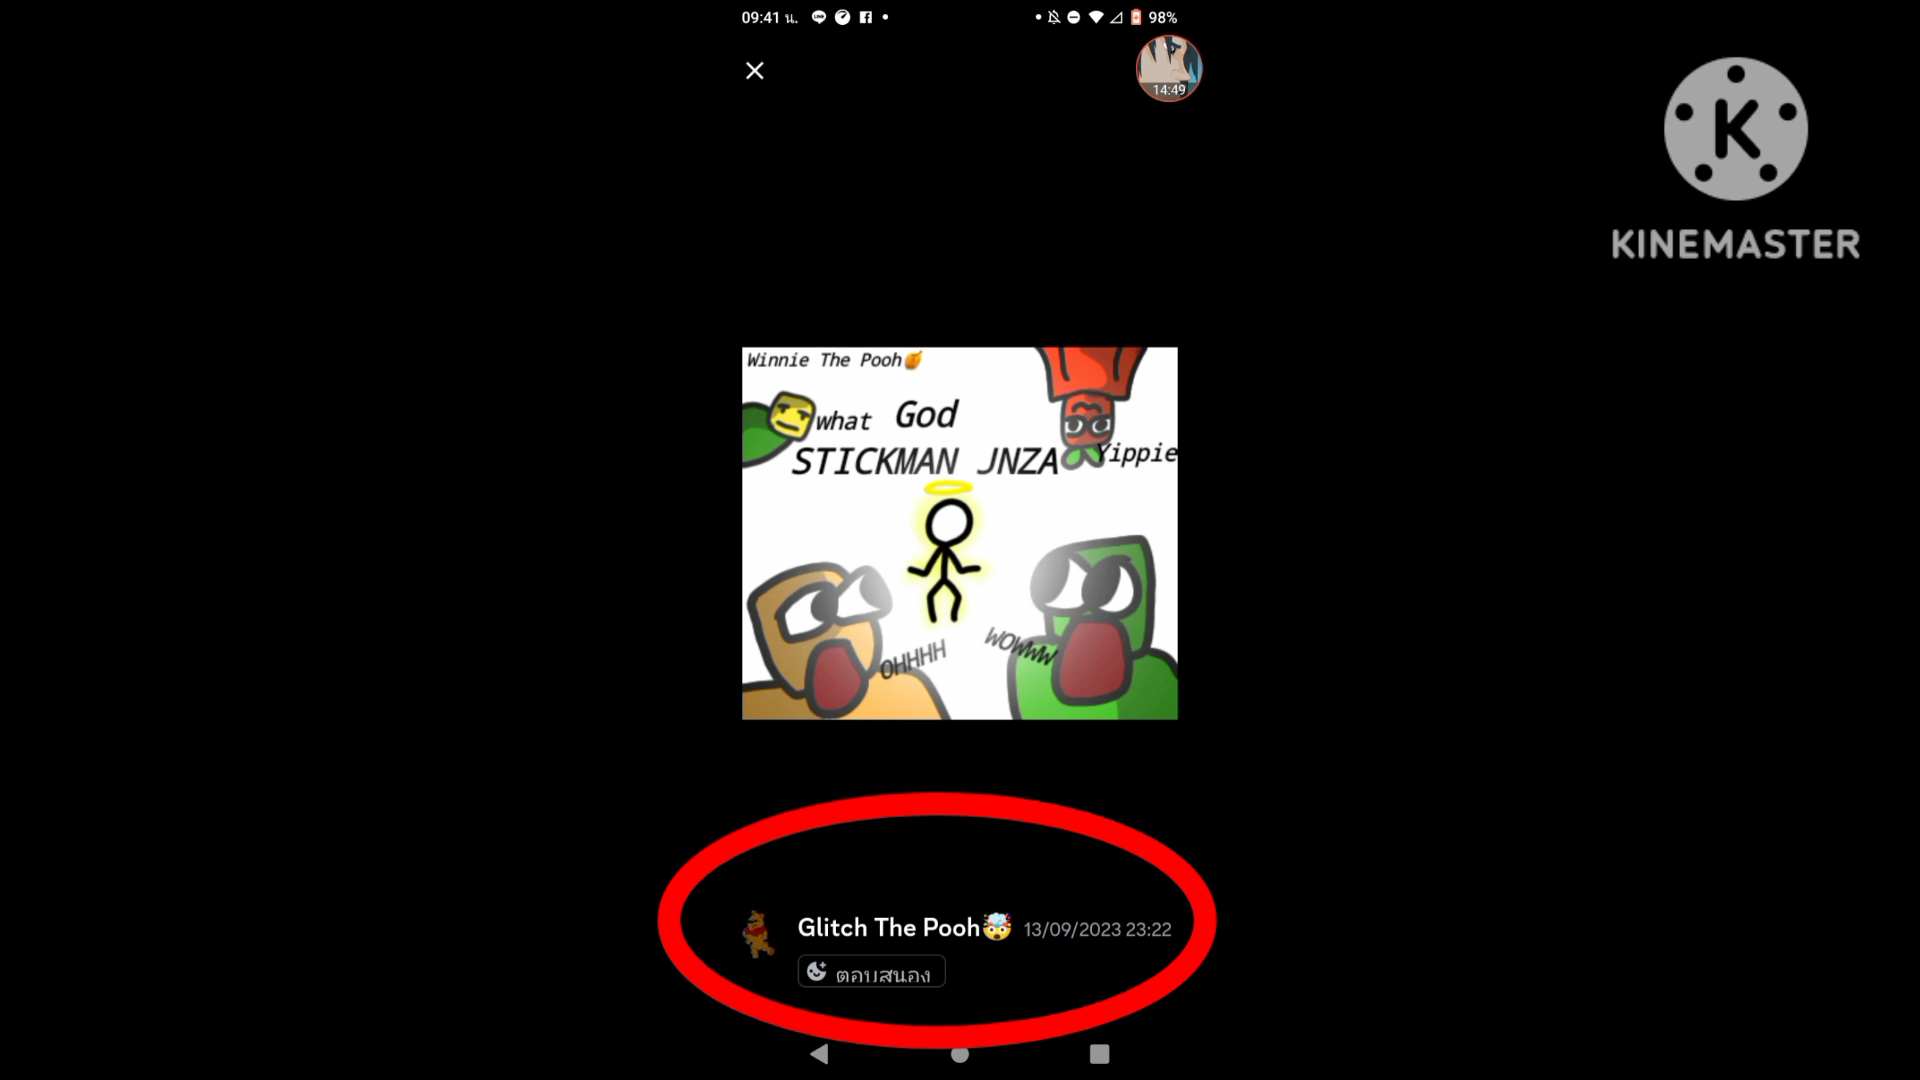 09:41 น.
98%
14:49
KINEMASTER
Winnie The Pooh🍯
what God
STICKMAN JNZA
Yippie
OHHHH
WOWWW
Glitch The Pooh🤯 13/09/2023 23:22
ตอบสนอง